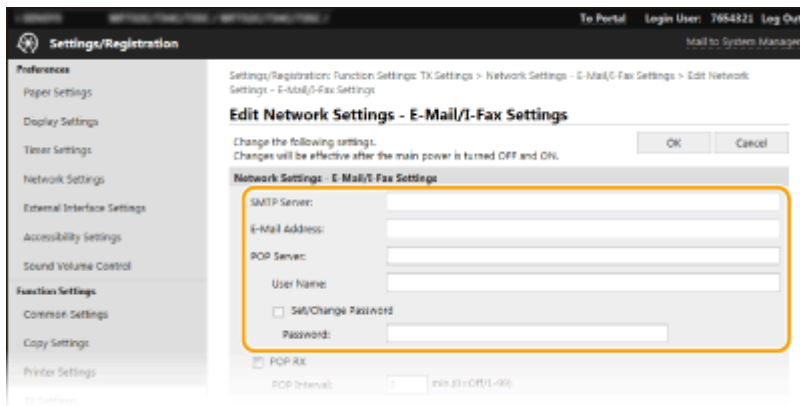 To Portal Login User: 7654321 Log Out
Settings/Registration
Mail to System Manager
Preferences
Paper Settings
Display Settings
Timer Settings
Network Settings
External Interface Settings
Accessibility Settings
Sound Volume Control
Function Settings
Common Settings
Copy Settings
Printer Settings
TX Settings
Settings/Registration: Function Settings: TX Settings > Network Settings - E-Mail/I-Fax Settings > Edit Network
Settings - E-Mail/I-Fax Settings
Edit Network Settings - E-Mail/I-Fax Settings
Change the following settings.
Changes will be effective after the main power is turned OFF and ON.
OK Cancel
Network Settings - E-Mail/I-Fax Settings
SMTP Server:
E-Mail Address:
POP Server:
User Name:
Set/Change Password
Password:
POP RX
POP Interval: min.(0:Off/1-99)